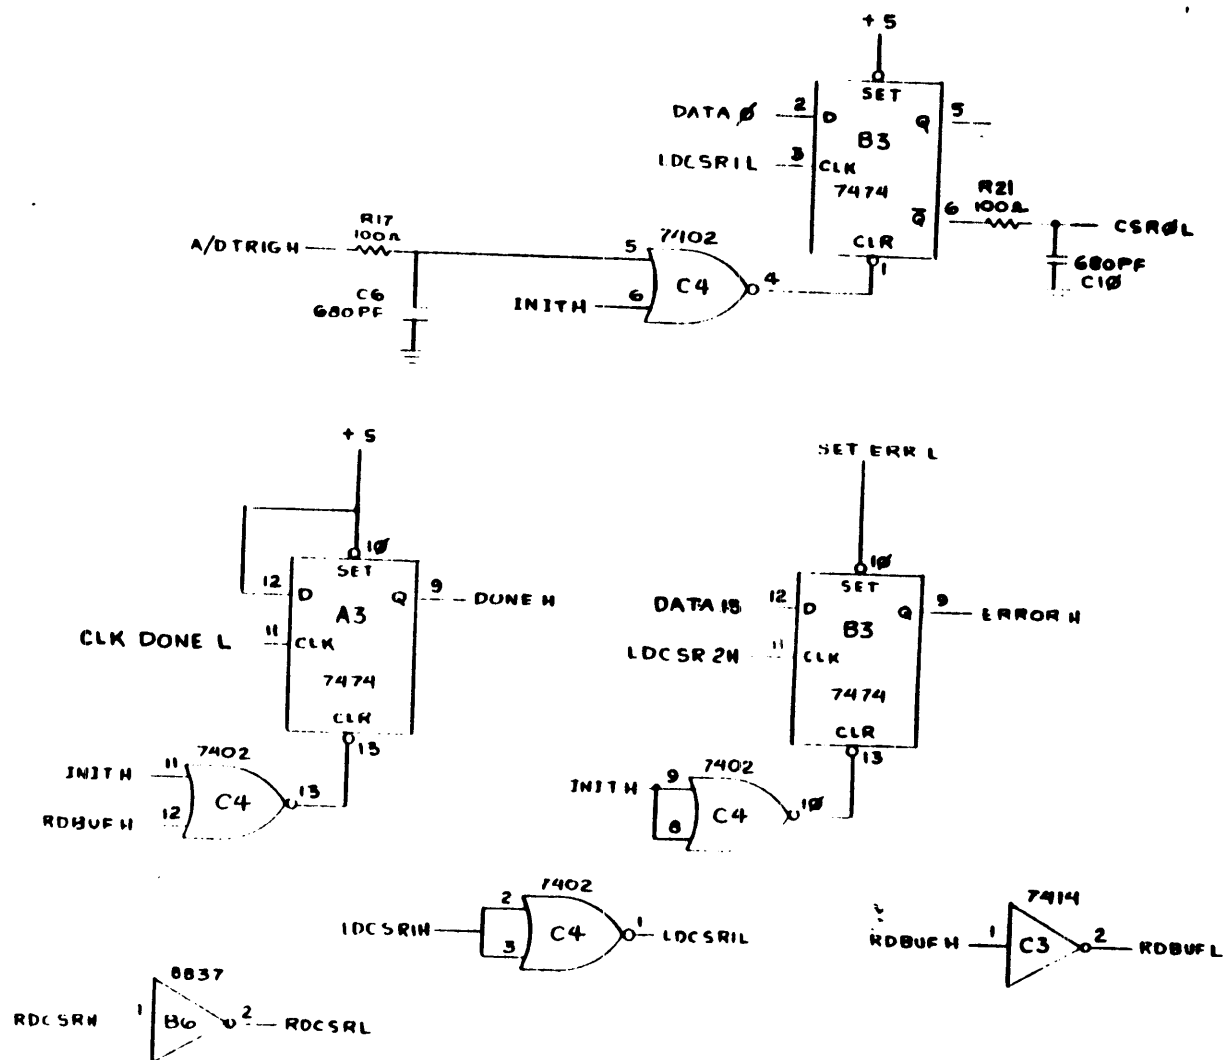 +5
SET
DATA Ø 2 D Q 5
B3
LDCSR1L 3 CLK
7474
R21
100Ω
Q̅ 6 CSRØL
CLR
1
680PF
C1Ø
R17
100Ω
A/DTRIGH
7402
5
C4 4
INITH 6
C6
680PF
+5
1Ø
SET
12 D Q 9 DONE H
A3
CLK DONE L 11 CLK
7474
CLR
13
7402
INITH 11
C4 13
RDBUFH 12
SET ERR L
1Ø
SET
DATA 15 12 D Q 9 ERROR H
B3
LDCSR 2H 11 CLK
7474
CLR
13
7402
INITH 9
C4 1Ø
8
7402
2
LDCSR1H C4 1 LDCSR1L
3
7414
RDBUFH 1 C3 2 RDBUFL
8837
RDCSRH 1 B6 2 RDCSRL